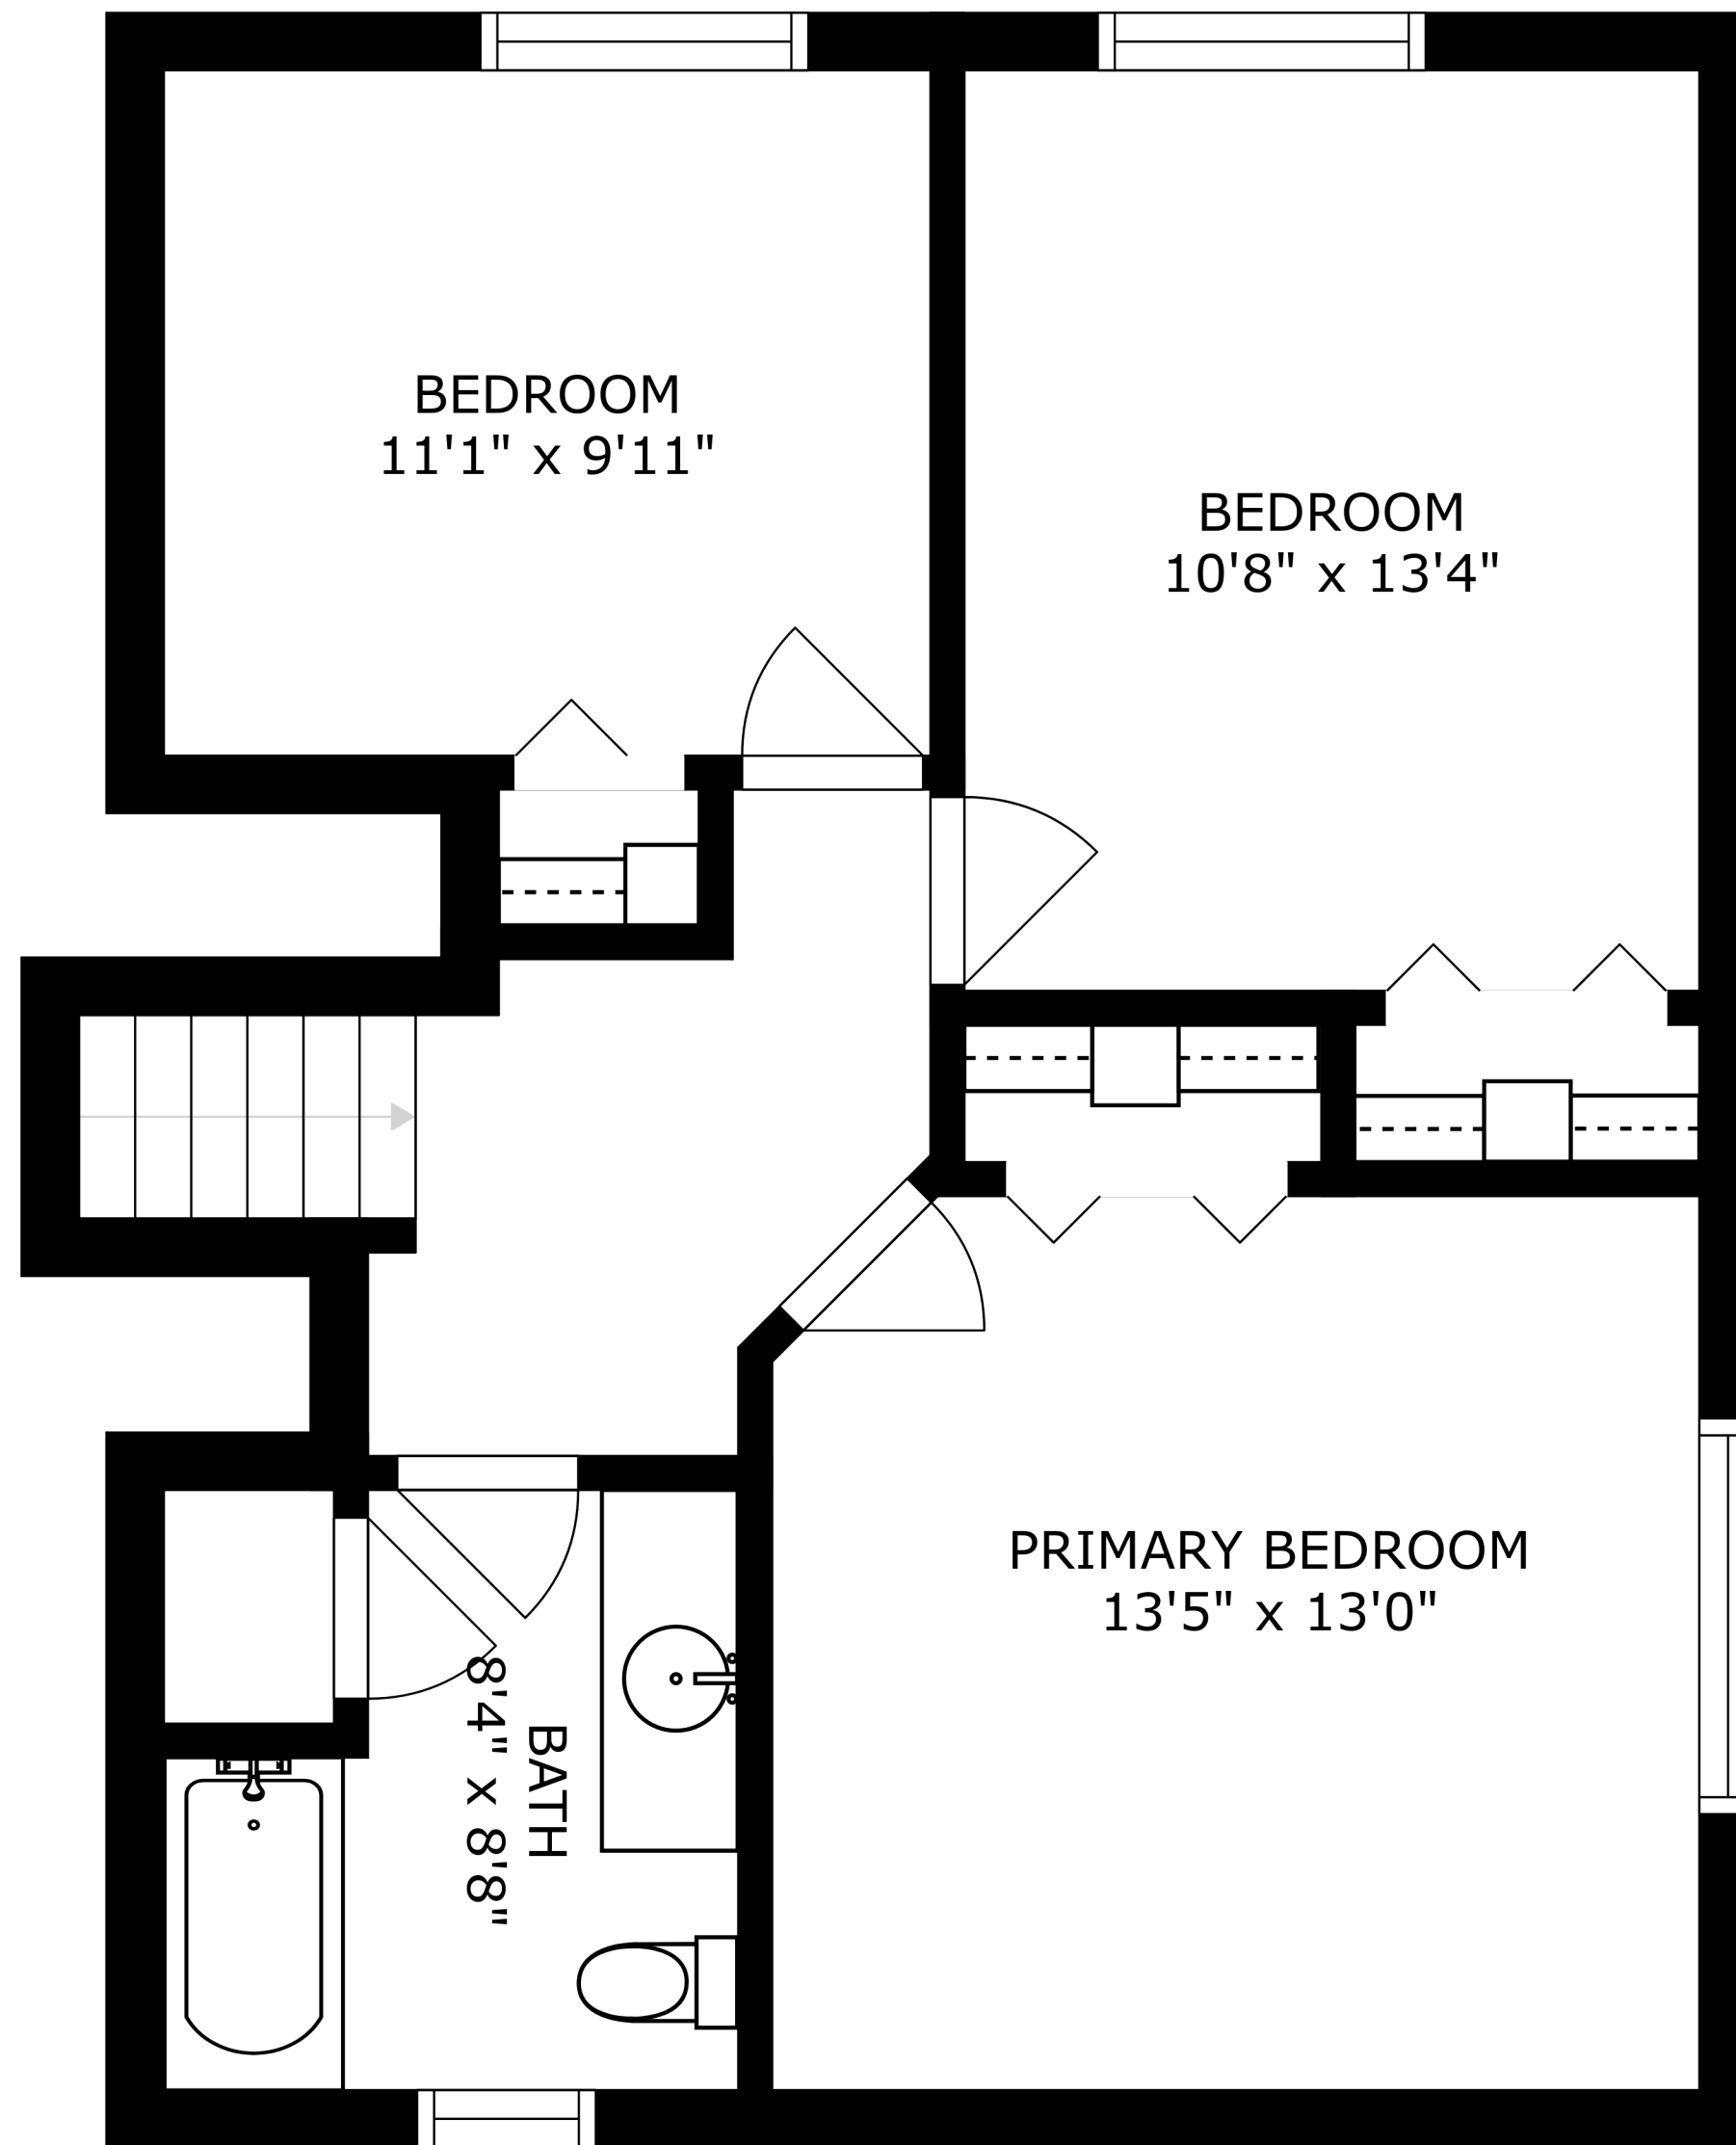 BEDROOM
11'1" x 9'11"
BEDROOM
10'8" x 13'4"
PRIMARY BEDROOM
13'5" x 13'0"
BATH
8'4" x 8'8"